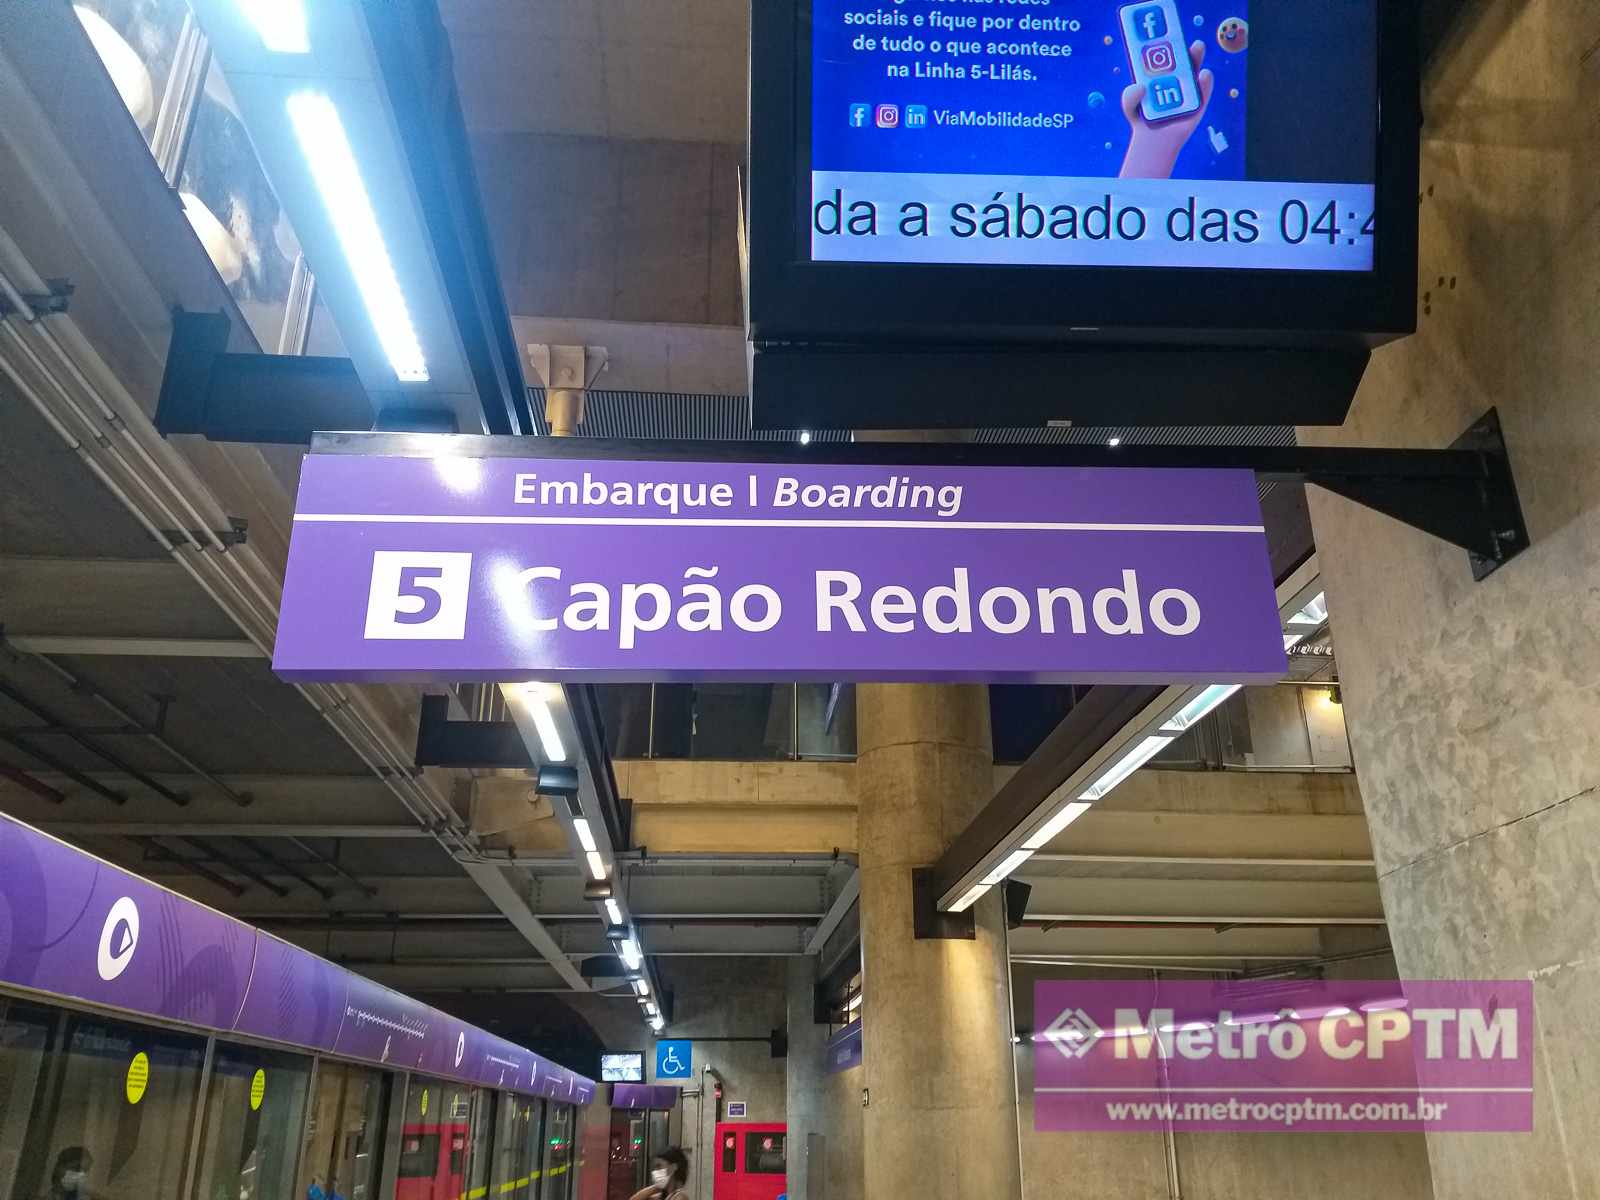 sociais e fique por dentro
de tudo o que acontece
na Linha 5-Lilás.
ViaMobilidadeSP
da a sábado das 04:4
Embarque | Boarding
5 Capão Redondo
Metrô CPTM
www.metrocptm.com.br